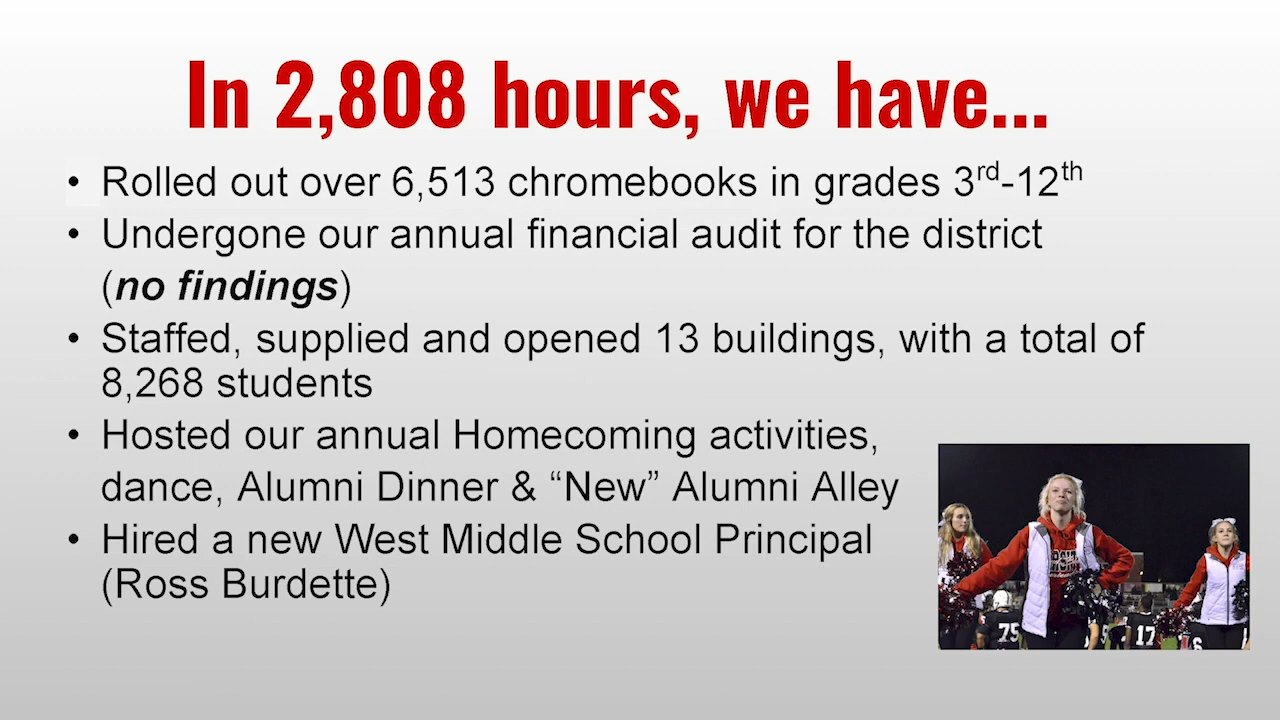 In 2,808 hours, we have...
• Rolled out over 6,513 chromebooks in grades 3rd-12th
• Undergone our annual financial audit for the district
(no findings)
• Staffed, supplied and opened 13 buildings, with a total of
8,268 students
• Hosted our annual Homecoming activities,
dance, Alumni Dinner & “New” Alumni Alley
• Hired a new West Middle School Principal
(Ross Burdette)
75
17